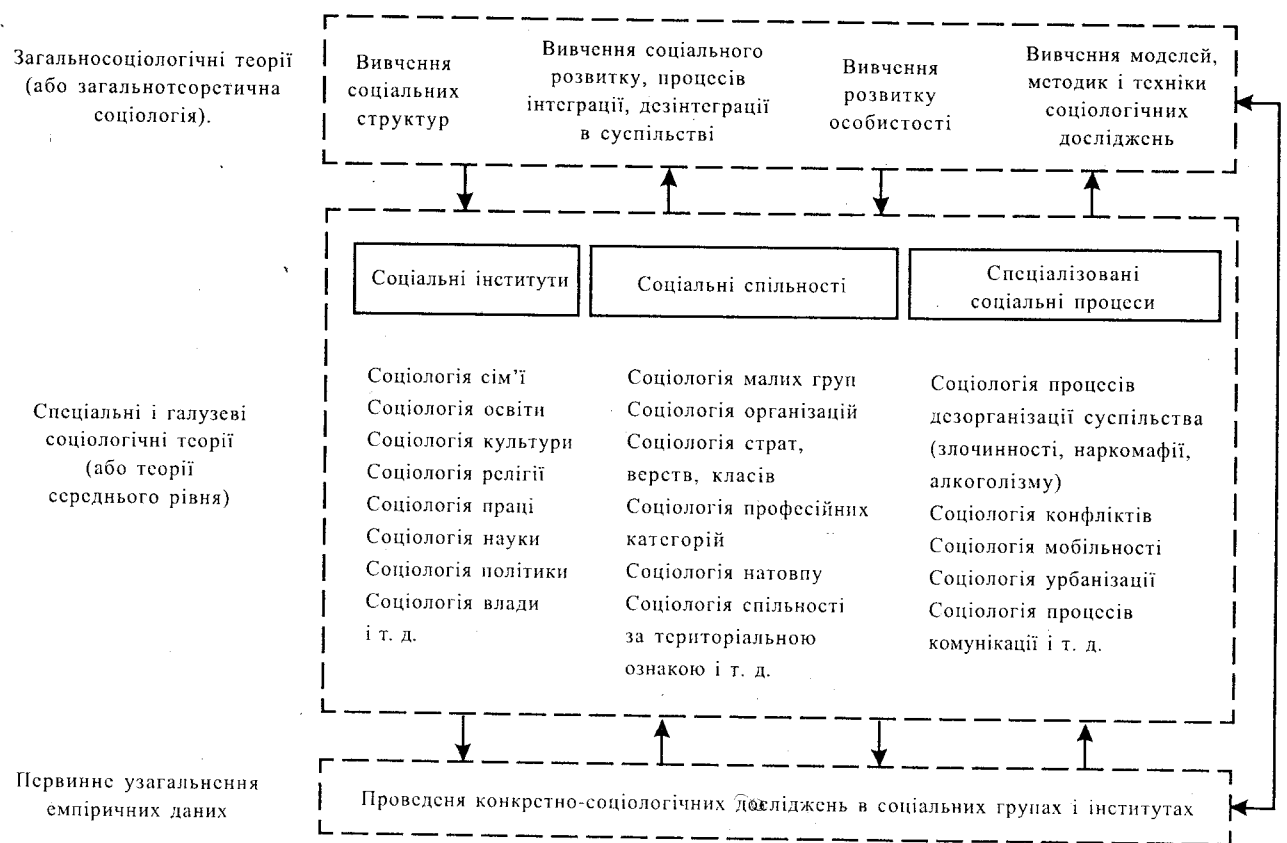 Загальносоціологічні теорії
(або загальнотеоретична
соціологія).
Вивчення
соціальних
структур
Вивчення соціального
розвитку, процесів
інтеграції, дезінтеграції
в суспільстві
Вивчення
розвитку
особистості
Вивчення моделей,
методик і техніки
соціологічних
досліджень
Спеціальні і галузеві
соціологічні теорії
(або теорії
середнього рівня)
Соціальні інститути
Соціальні спільності
Спеціалізовані
соціальні процеси
Соціологія сім’ї
Соціологія освіти
Соціологія культури
Соціологія релігії
Соціологія праці
Соціологія науки
Соціологія політики
Соціологія влади
і т. д.
Соціологія малих груп
Соціологія організацій
Соціологія страт,
верств, класів
Соціологія професійних
категорій
Соціологія натовпу
Соціологія спільності
за територіальною
ознакою і т. д.
Соціологія процесів
дезорганізації суспільства
(злочинності, наркомафії,
алкоголізму)
Соціологія конфліктів
Соціологія мобільності
Соціологія урбанізації
Соціологія процесів
комунікації і т. д.
Первинне узагальнення
емпіричних даних
Проведеня конкретно-соціологічних досліджень в соціальних групах і інститутах